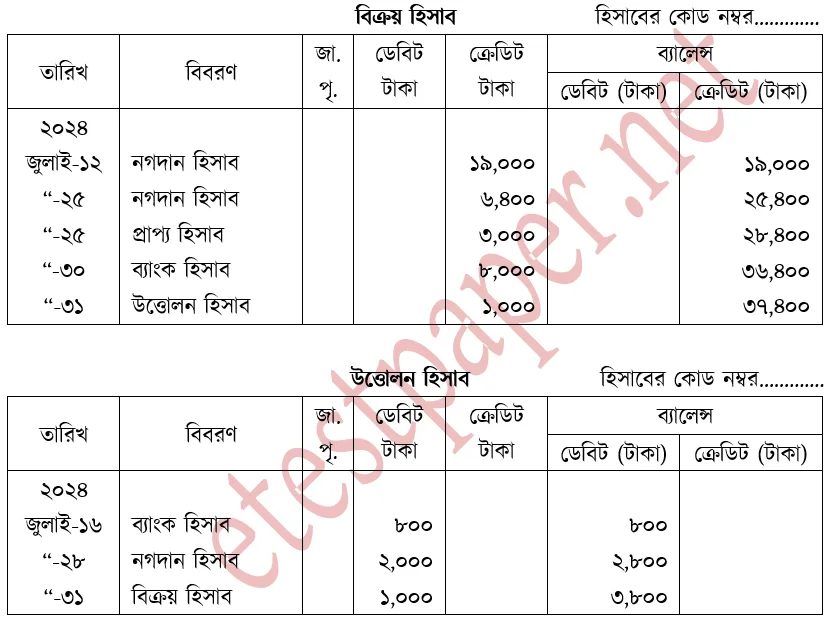 বিক্রয় হিসাব হিসাবের কোড নম্বর.............
তারিখ বিবরণ জা. পৃ. ডেবিট টাকা ক্রেডিট টাকা ব্যালেন্স
ডেবিট (টাকা) ক্রেডিট (টাকা)
২০২৪
জুলাই-১২ নগদান হিসাব ১৯,০০০ ১৯,০০০
“-২৫ নগদান হিসাব ৬,৪০০ ২৫,৪০০
“-২৫ প্রাপ্য হিসাব ৩,০০০ ২৮,৪০০
“-৩০ ব্যাংক হিসাব ৮,০০০ ৩৬,৪০০
“-৩১ উত্তোলন হিসাব ১,০০০ ৩৭,৪০০
উত্তোলন হিসাব হিসাবের কোড নম্বর.............
তারিখ বিবরণ জা. পৃ. ডেবিট টাকা ক্রেডিট টাকা ব্যালেন্স
ডেবিট (টাকা) ক্রেডিট (টাকা)
২০২৪
জুলাই-১৬ ব্যাংক হিসাব ৮০০ ৮০০
“-২৮ নগদান হিসাব ২,০০০ ২,৮০০
“-৩১ বিক্রয় হিসাব ১,০০০ ৩,৮০০
etestpaper.net